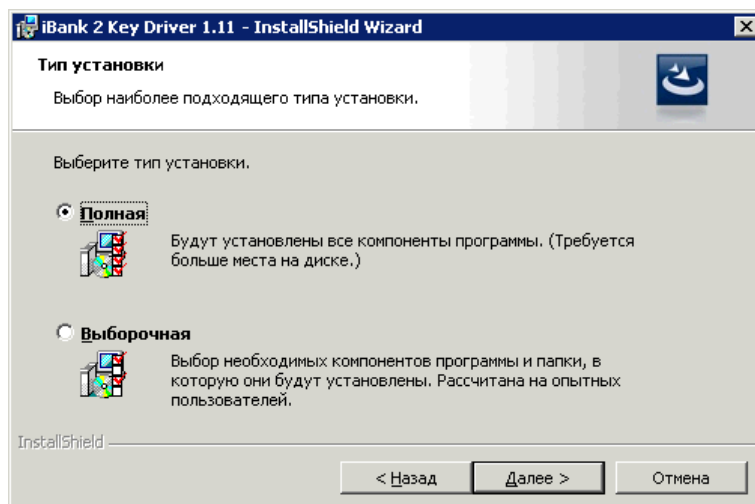 iBank 2 Key Driver 1.11 - InstallShield Wizard
Тип установки
Выбор наиболее подходящего типа установки.
Выберите тип установки.
Полная
Будут установлены все компоненты программы. (Требуется
больше места на диске.)
Выборочная
Выбор необходимых компонентов программы и папки, в
которую они будут установлены. Рассчитана на опытных
пользователей.
InstallShield
< Назад
Далее >
Отмена